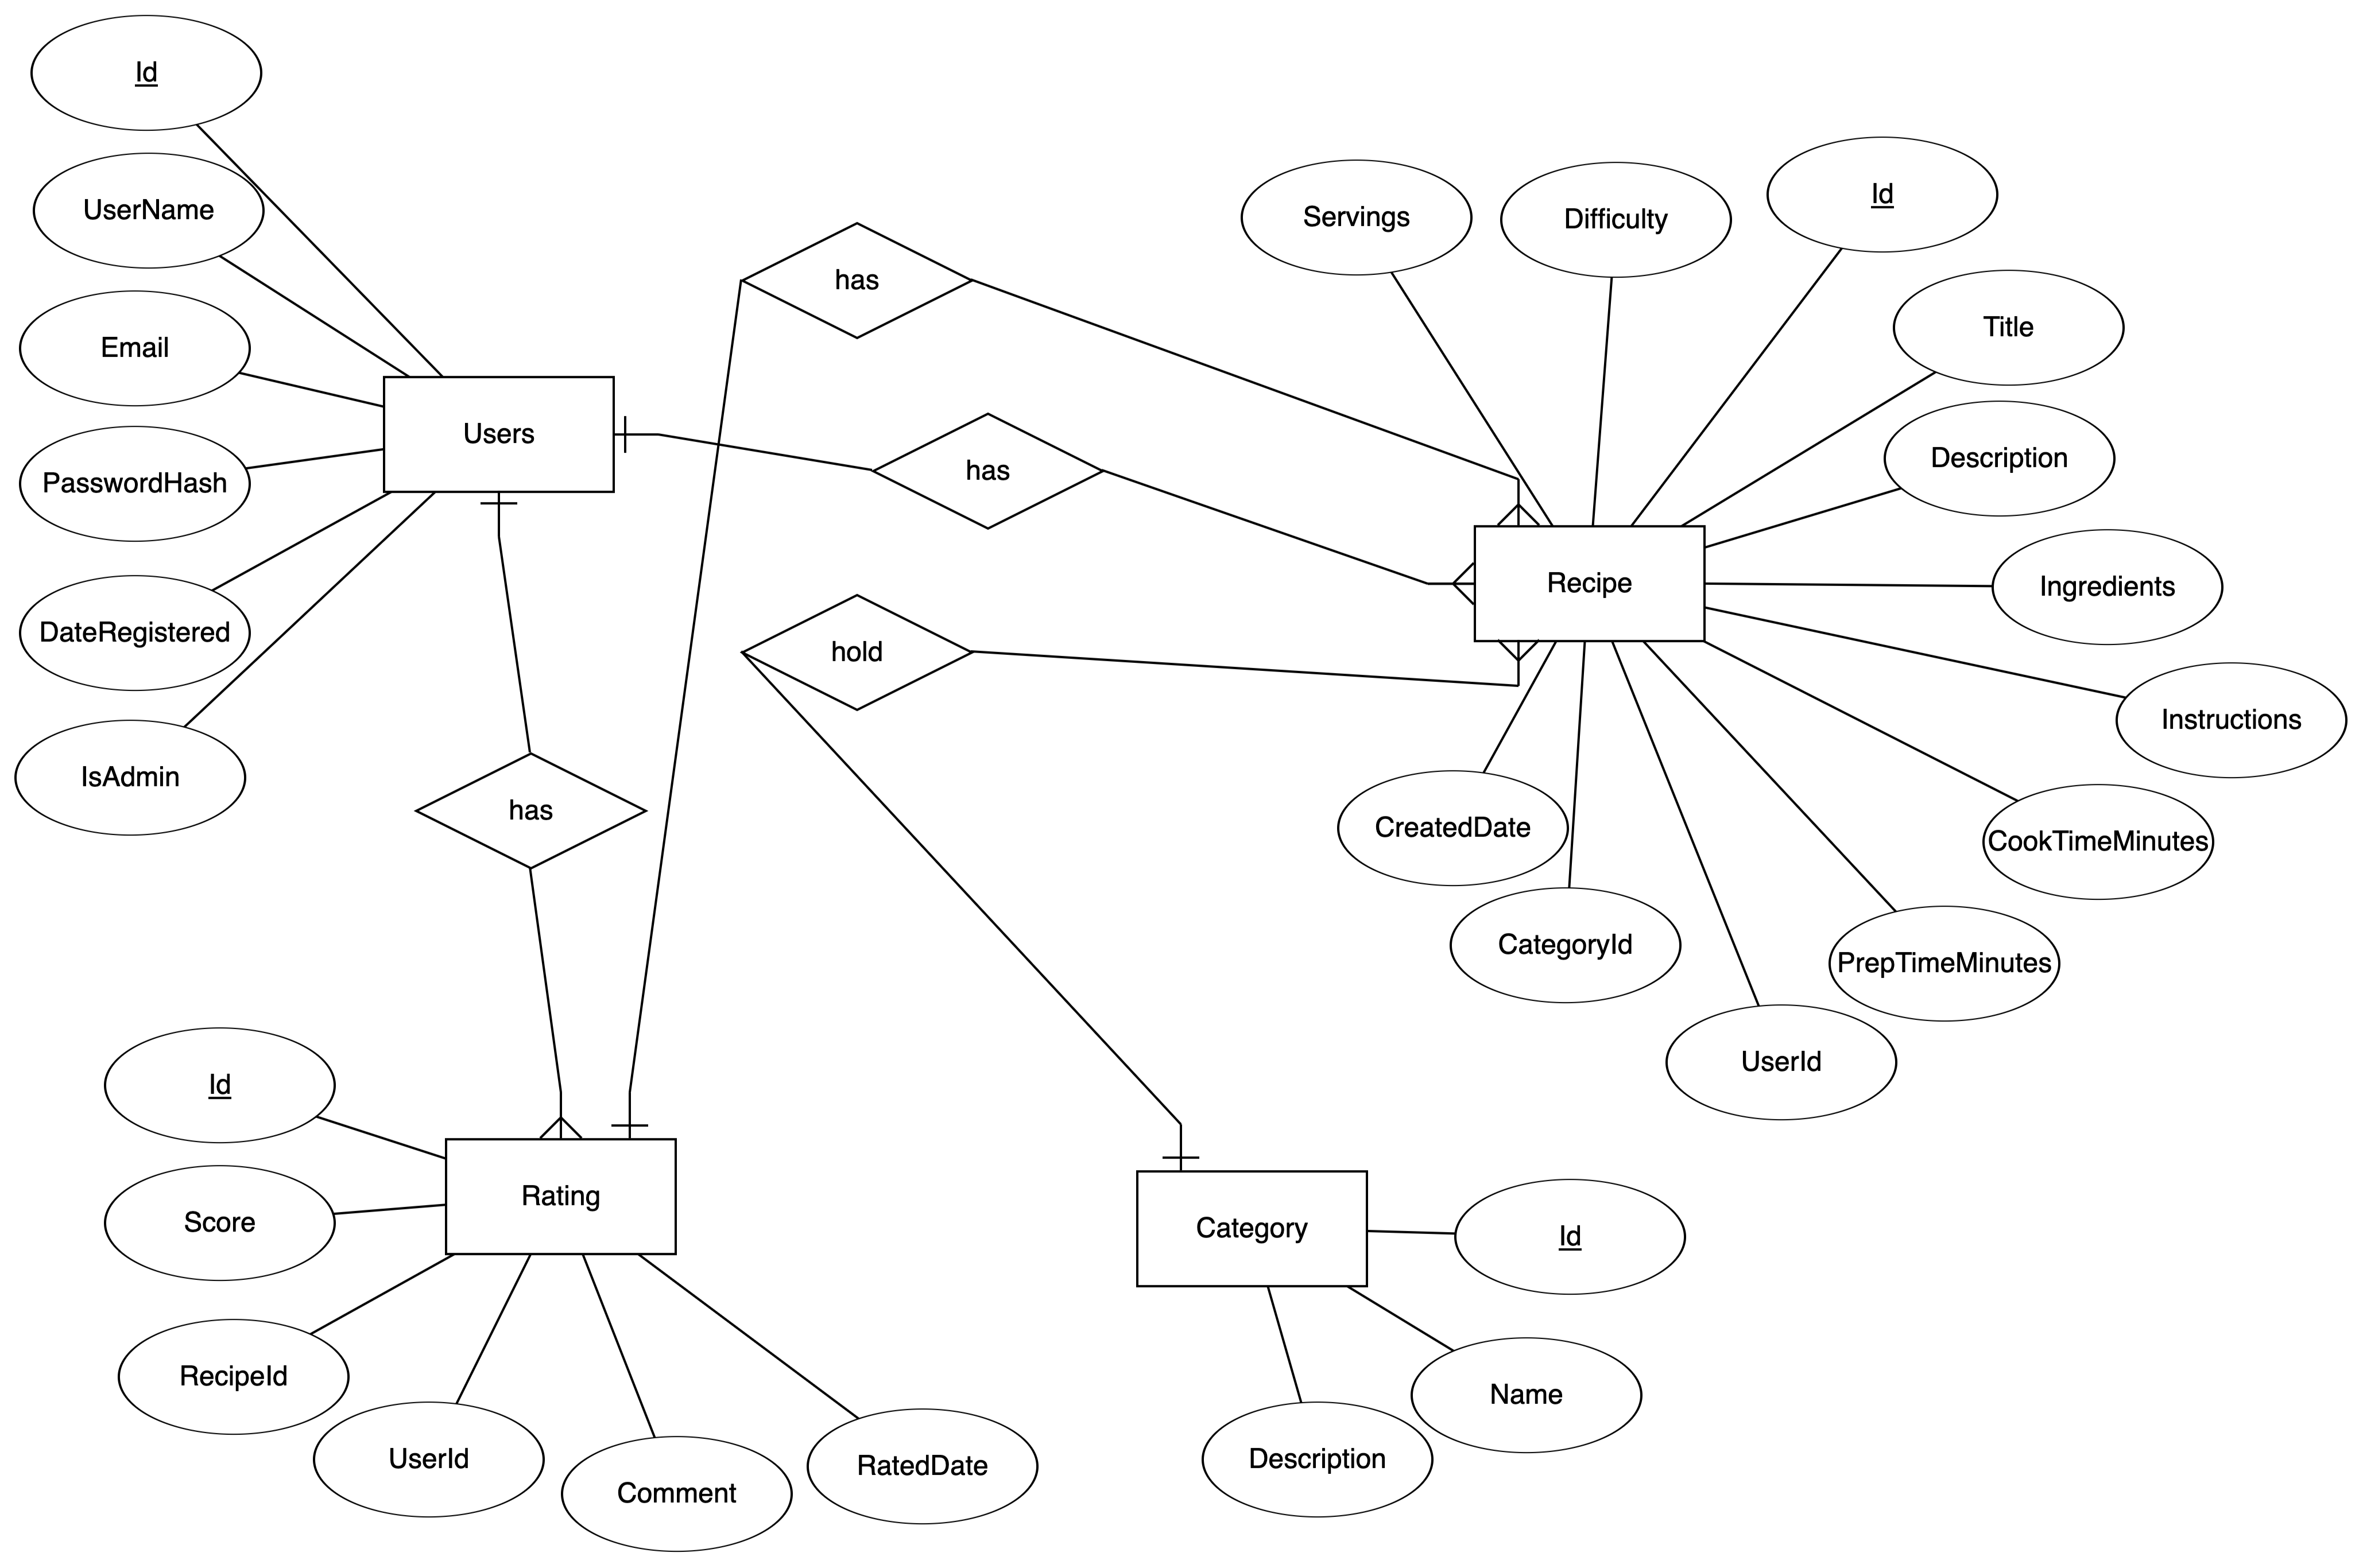 Id
UserName
Email
PasswordHash
DateRegistered
IsAdmin
Users
has
has
has
hold
Servings
Difficulty
Id
Title
Description
Ingredients
Instructions
CookTimeMinutes
PrepTimeMinutes
UserId
CategoryId
CreatedDate
Recipe
Id
Score
RecipeId
UserId
Comment
RatedDate
Rating
Category
Id
Name
Description